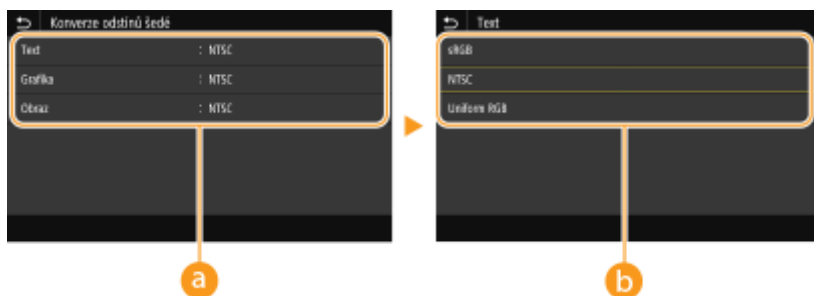 Konverze odstínů šedé
Text : NTSC
Grafika : NTSC
Obraz : NTSC
a
Text
sRGB
NTSC
Uniform RGB
b